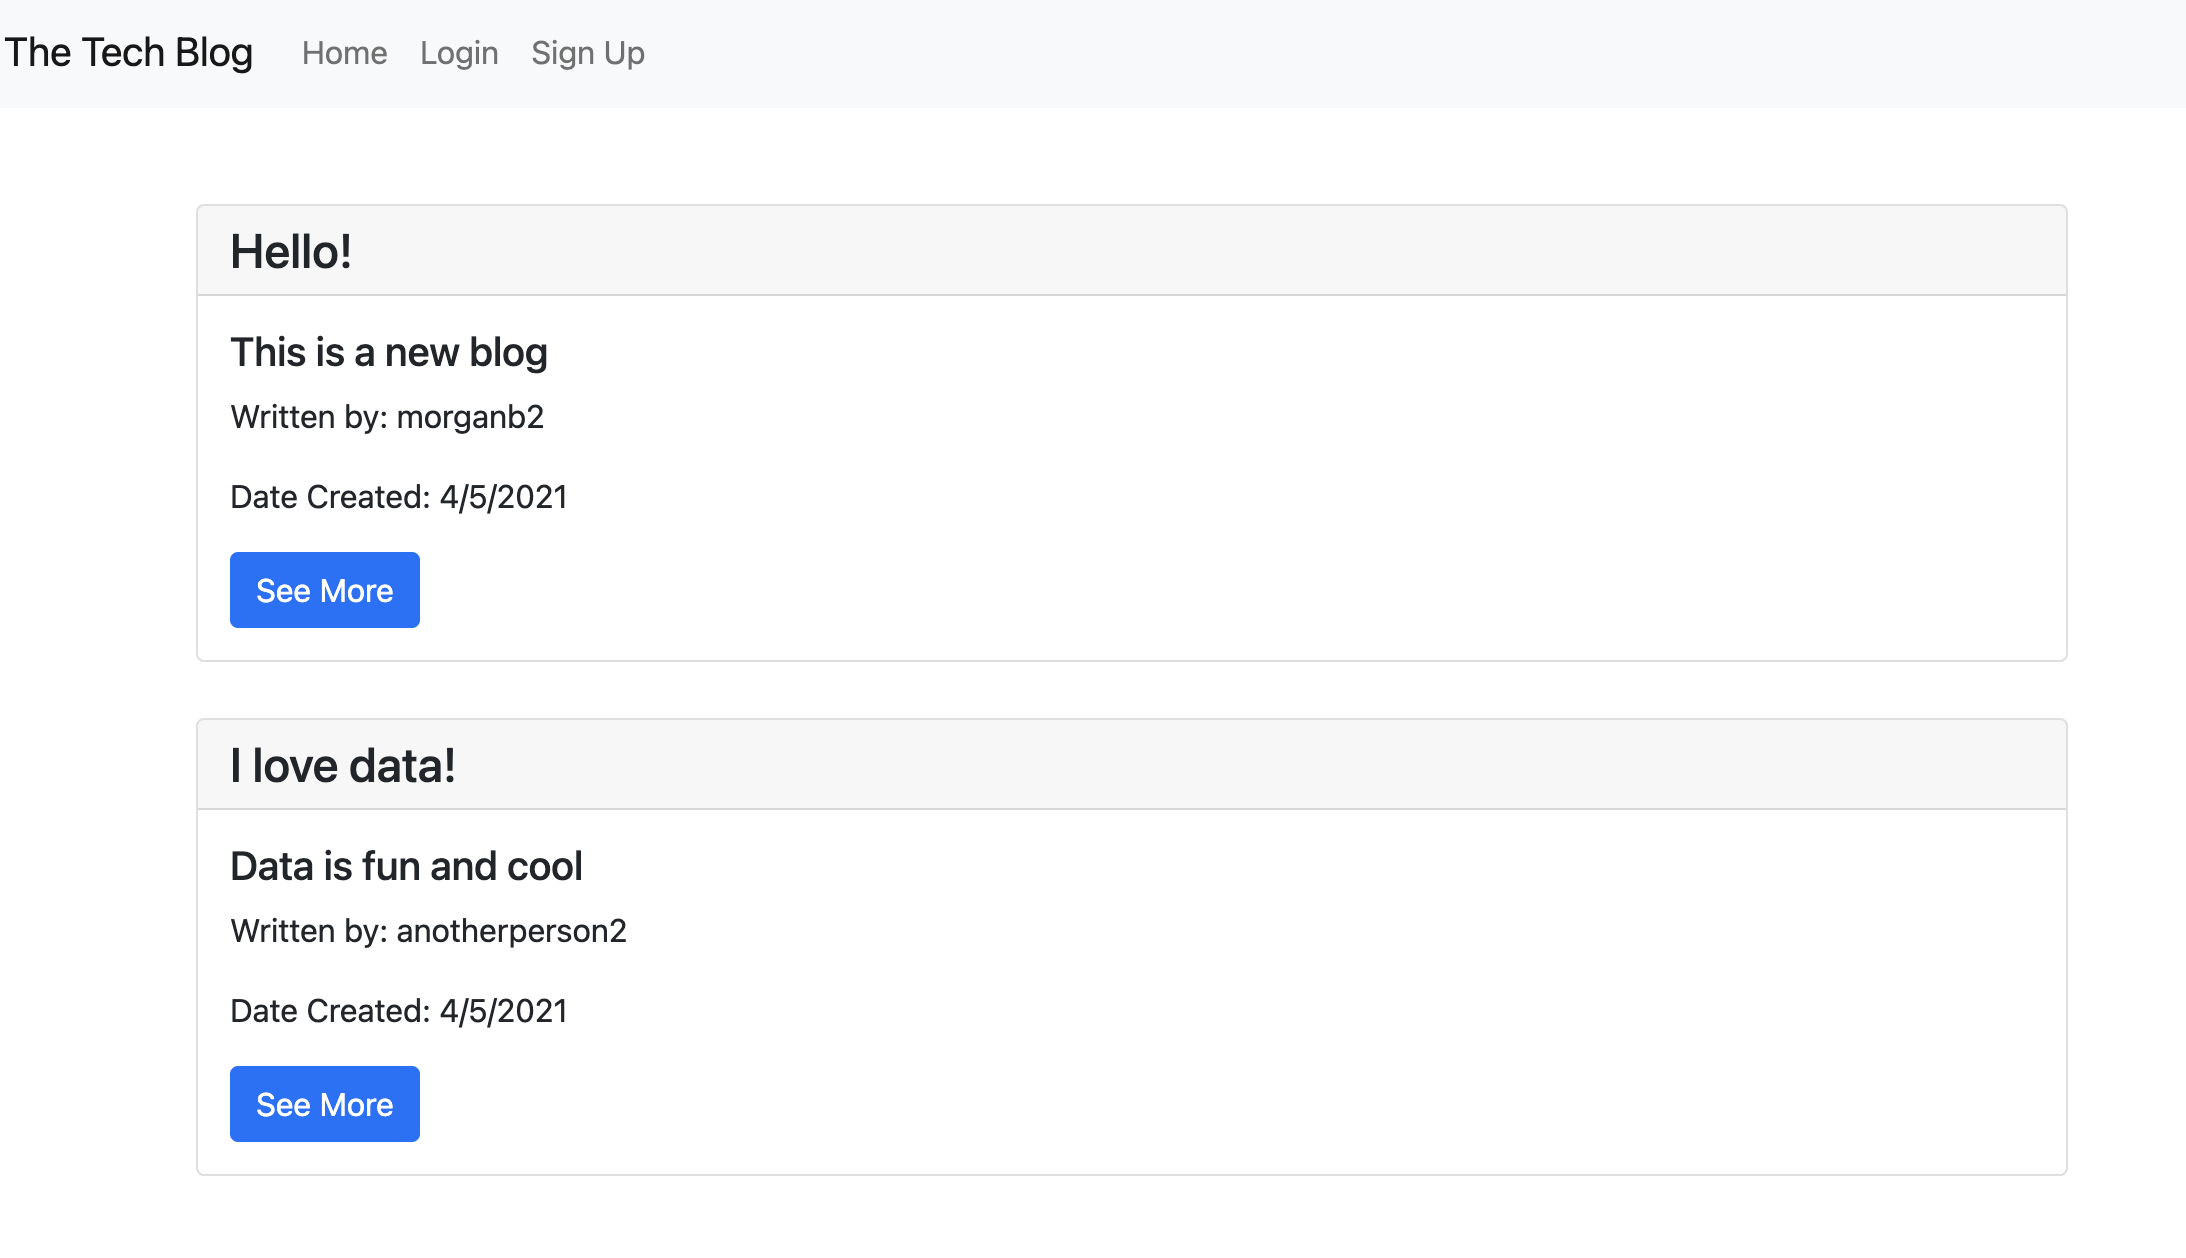 The Tech Blog Home Login Sign Up
Hello!
This is a new blog
Written by: morganb2
Date Created: 4/5/2021
See More
I love data!
Data is fun and cool
Written by: anotherperson2
Date Created: 4/5/2021
See More